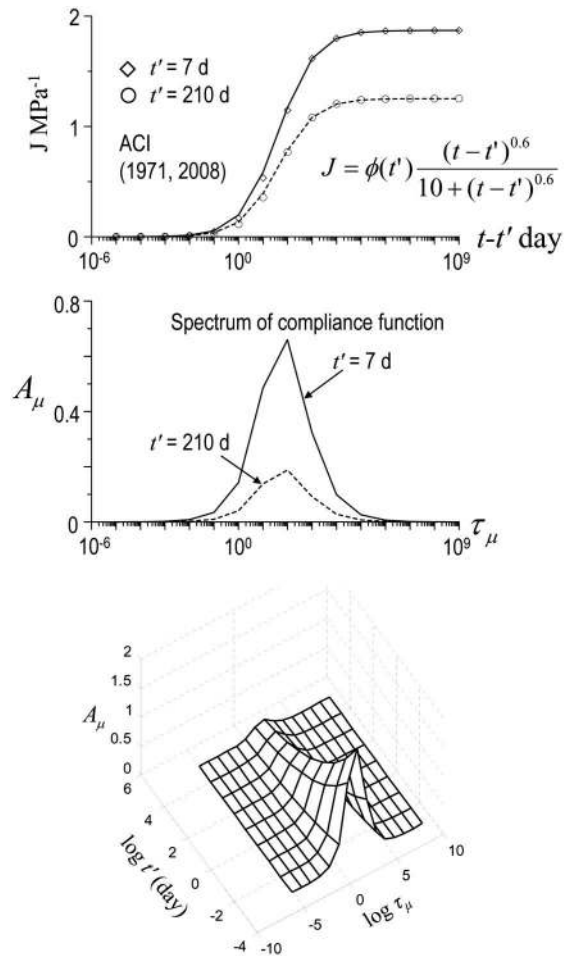 2
J MPa⁻¹
1
0
◇ t' = 7 d
○ t' = 210 d
ACI
(1971, 2008)
J = ϕ(t') (t − t')^0.6 / 10 + (t − t')^0.6
10⁻⁶
10⁰
10⁹
t-t' day
0.8
Spectrum of compliance function
t' = 7 d
A_μ
0.4
t' = 210 d
0
10⁻⁶
10⁰
10⁹
τ_μ
2
1.5
A_μ
1
0.5
0
6
4
2
0
-2
-4
log t' (day)
-10
-5
0
5
10
log τ_μ